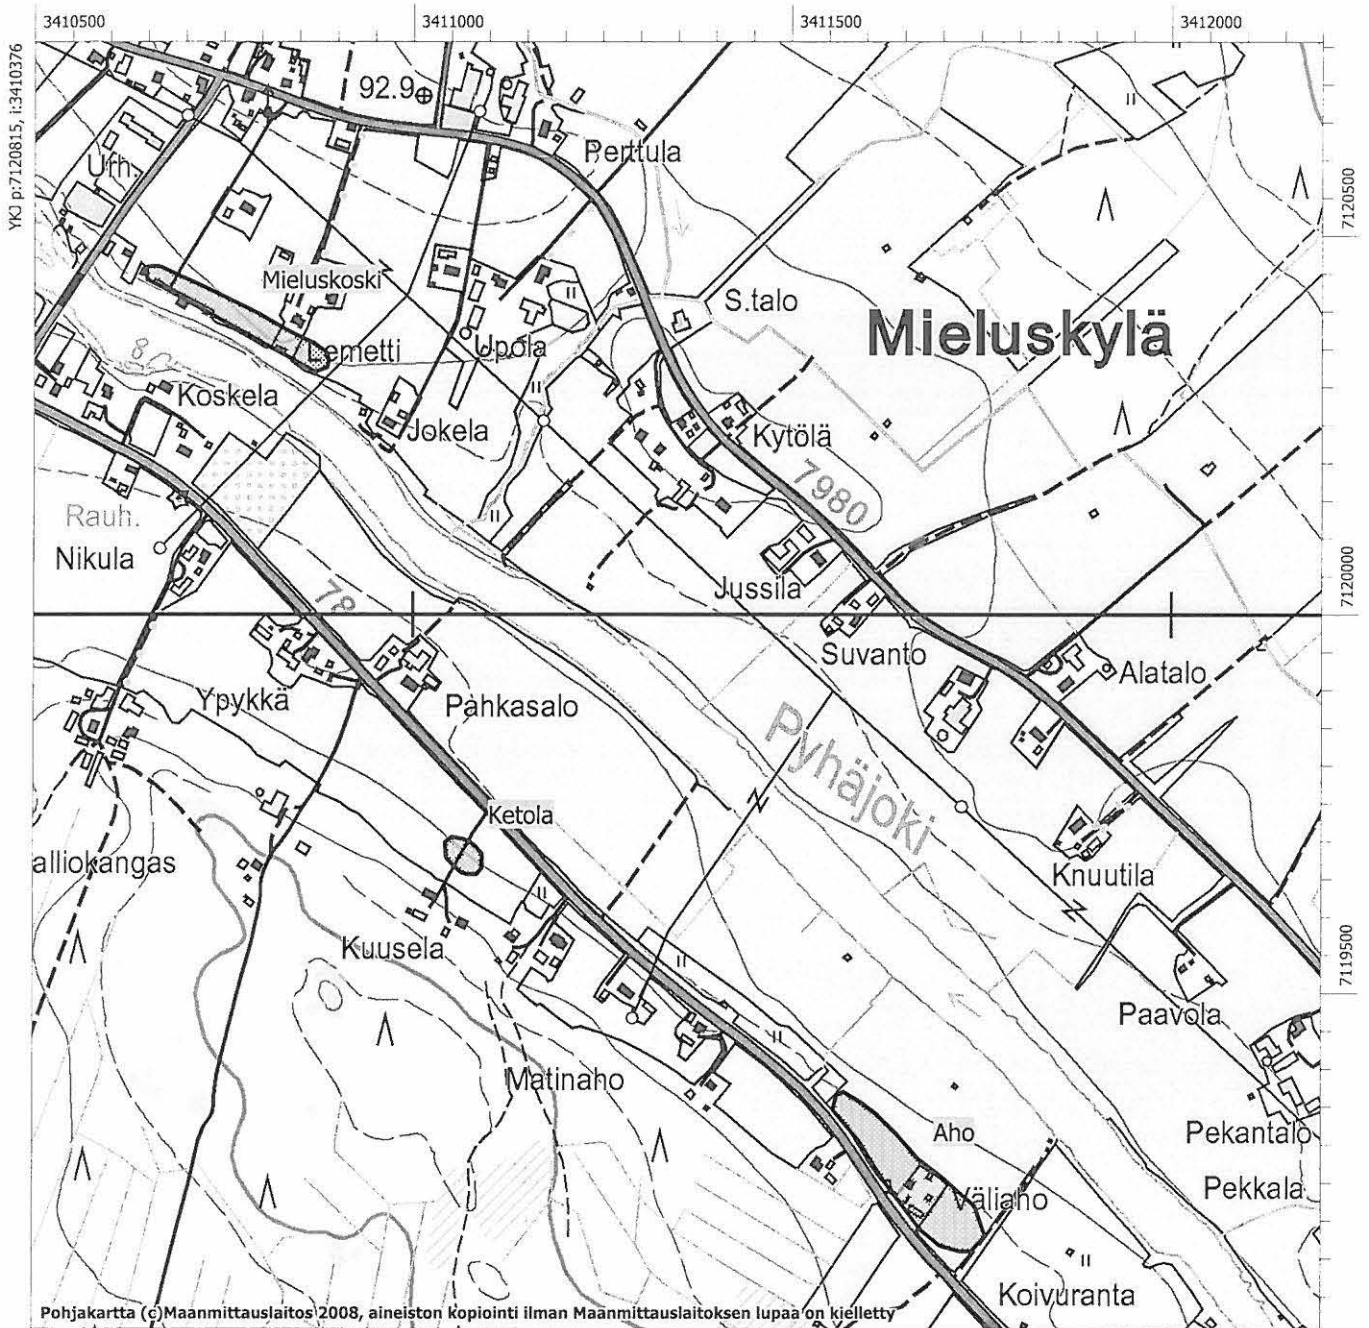 3410500
3411000
3411500
3412000
YKJ p:7120815, i:3410376
92.9
Perttula
Urh.
7120500
Mieluskoski
S.talo
Mieluskylä
Lemetti
Upola
Koskela
Jokela
Kytölä
7980
Rauh.
Nikula
Jussila
7120000
78
Suvanto
Alatalo
Ypykkä
Pahkasalo
Pyhäjoki
Ketola
alliokangas
Knuutila
Kuusela
7119500
Paavola
Matinaho
Aho
Pekantalo
Väliaho
Pekkala
Koivuranta
Pohjakartta (c)Maanmittauslaitos 2008, aineiston kopiointi ilman Maanmittauslaitoksen lupaa on kielletty